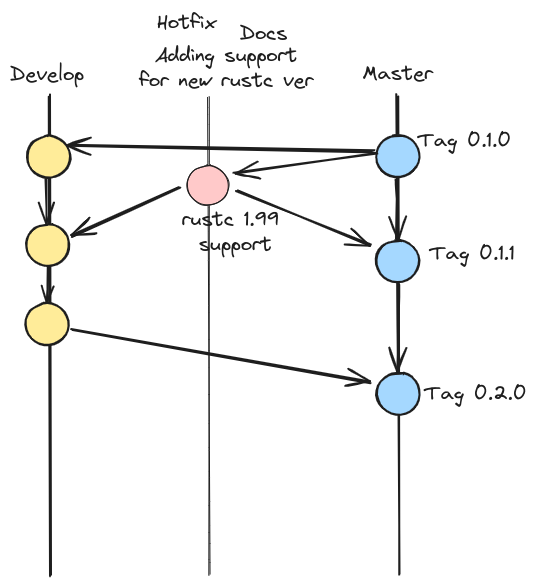 Hotfix
Docs
Adding support
for new rustc ver
Develop
Master
Tag 0.1.0
rustc 1.99
support
Tag 0.1.1
Tag 0.2.0